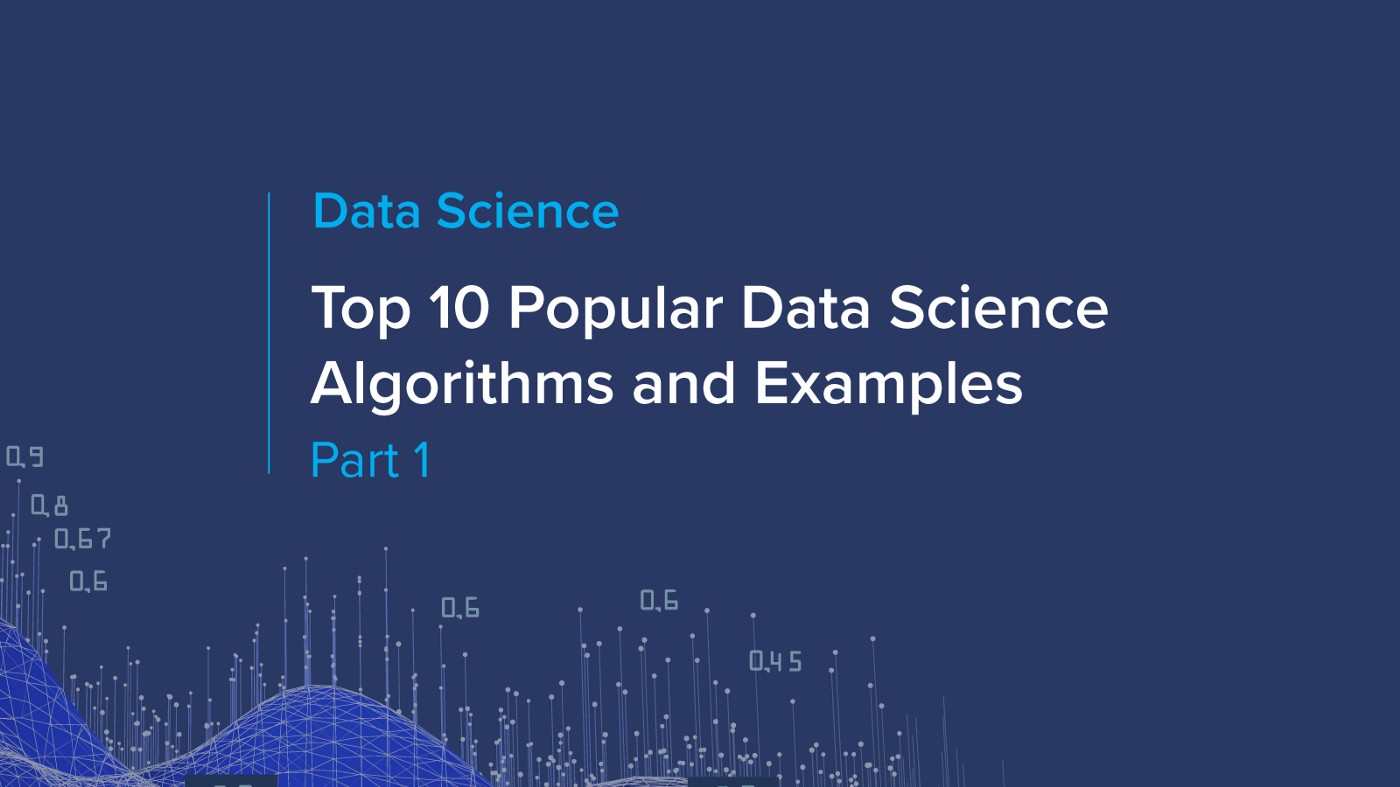 Data Science
Top 10 Popular Data Science
Algorithms and Examples
Part 1
0,9
0,8
0,67
0,6
0,6
0,6
0,45